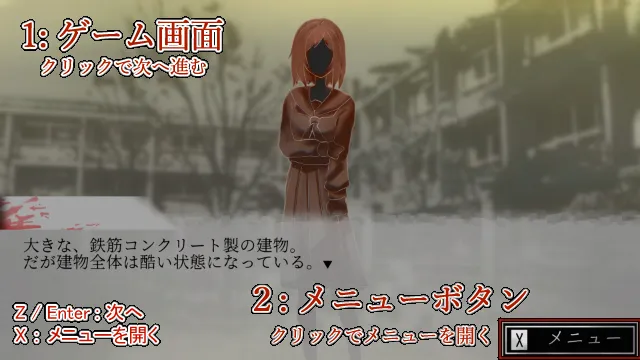 1: ゲーム画面
クリックで次へ進む
大きな、鉄筋コンクリート製の建物。
だが建物全体は酷い状態になっている。▼
2: メニューボタン
Z / Enter : 次へ
X : メニューを開く
クリックでメニューを開く
X メニュー